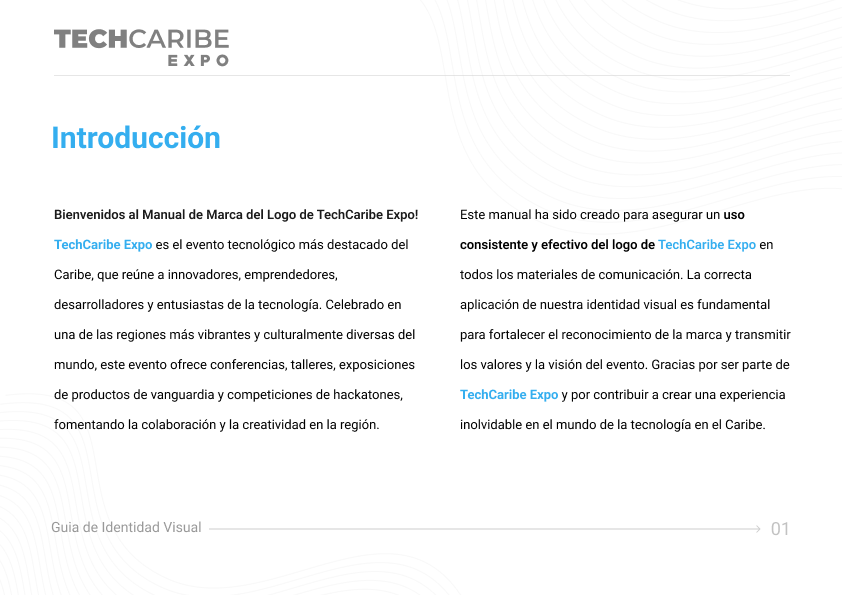 TECHCARIBE
EXPO
Introducción
Bienvenidos al Manual de Marca del Logo de TechCaribe Expo!
TechCaribe Expo es el evento tecnológico más destacado del
Caribe, que reúne a innovadores, emprendedores,
desarrolladores y entusiastas de la tecnología. Celebrado en
una de las regiones más vibrantes y culturalmente diversas del
mundo, este evento ofrece conferencias, talleres, exposiciones
de productos de vanguardia y competiciones de hackatones,
fomentando la colaboración y la creatividad en la región.
Este manual ha sido creado para asegurar un uso
consistente y efectivo del logo de TechCaribe Expo en
todos los materiales de comunicación. La correcta
aplicación de nuestra identidad visual es fundamental
para fortalecer el reconocimiento de la marca y transmitir
los valores y la visión del evento. Gracias por ser parte de
TechCaribe Expo y por contribuir a crear una experiencia
inolvidable en el mundo de la tecnología en el Caribe.
Guia de Identidad Visual
01